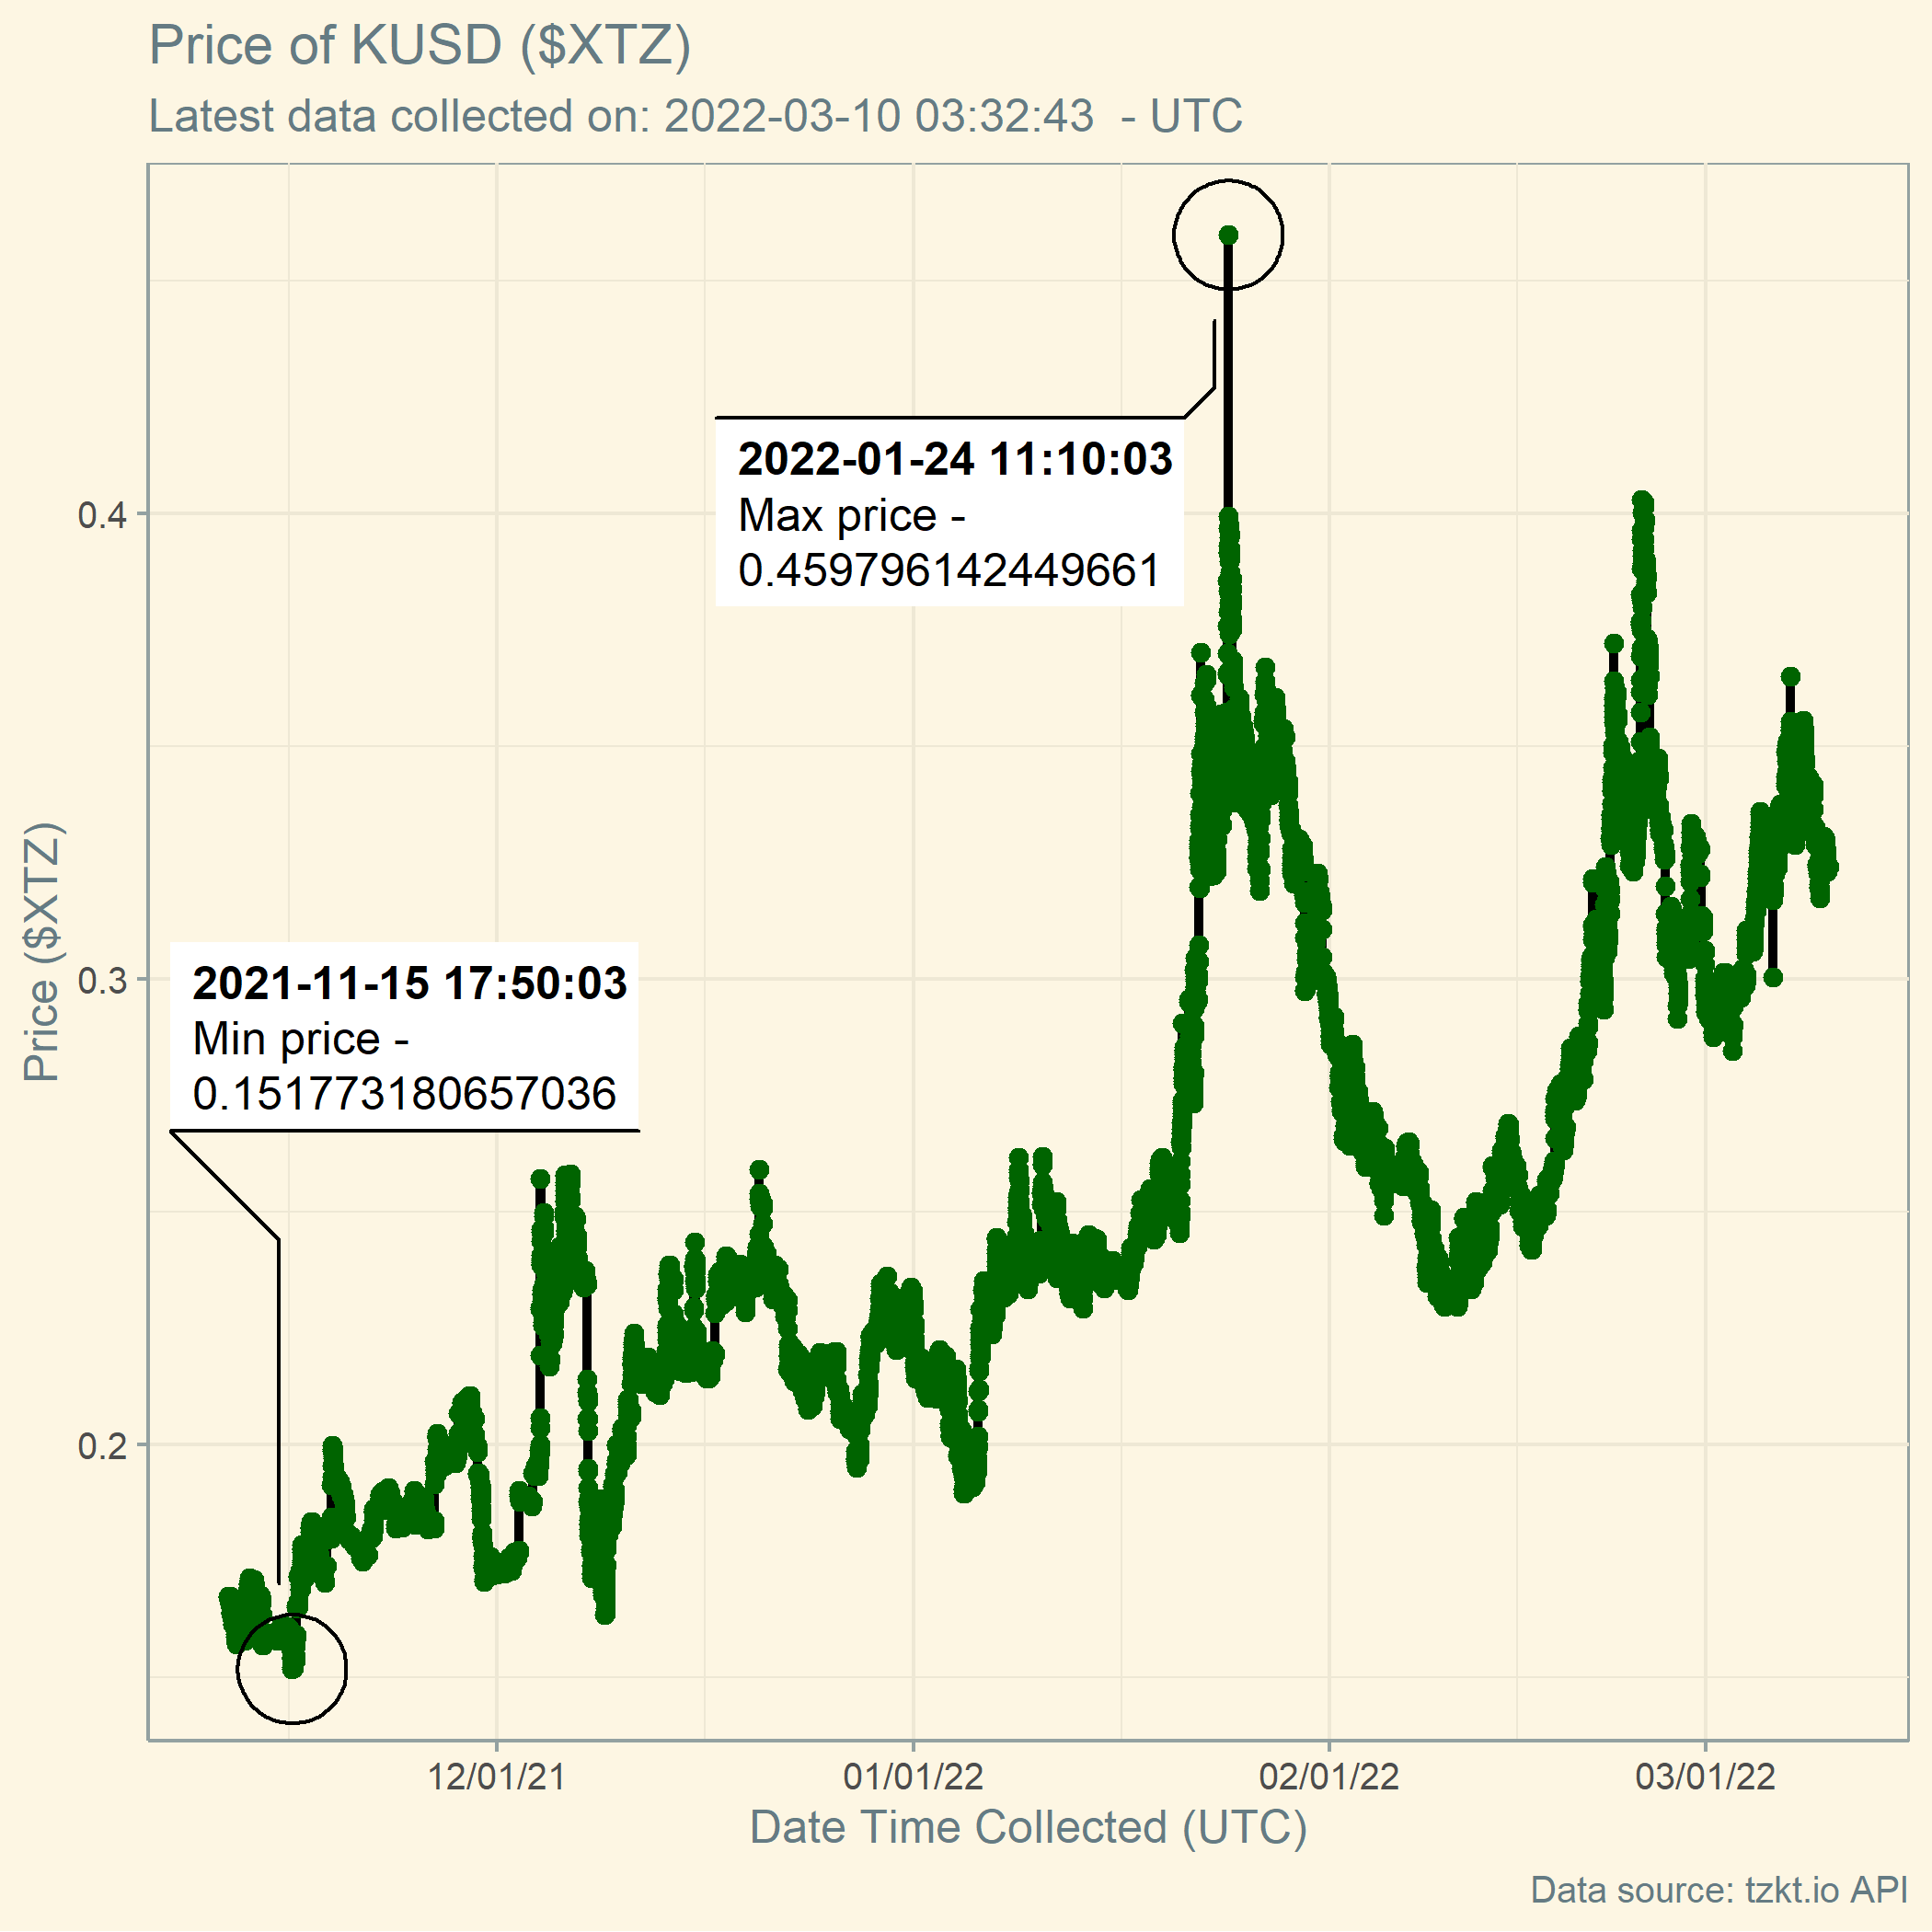 Price of KUSD ($XTZ)
Latest data collected on: 2022-03-10 03:32:43  - UTC
2022-01-24 11:10:03
Max price -
0.459796142449661
2021-11-15 17:50:03
Min price -
0.151773180657036
0.4
0.3
0.2
Price ($XTZ)
12/01/21
01/01/22
02/01/22
03/01/22
Date Time Collected (UTC)
Data source: tzkt.io API